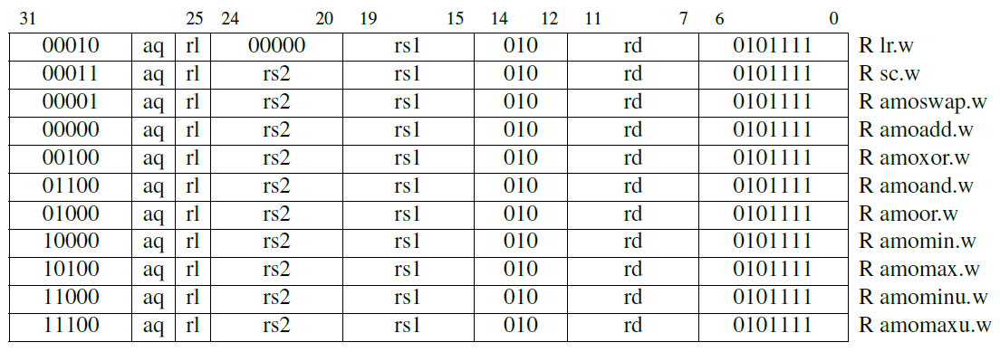 31 25 24 20 19 15 14 12 11 7 6 0
00010 aq rl 00000 rs1 010 rd 0101111 R lr.w
00011 aq rl rs2 rs1 010 rd 0101111 R sc.w
00001 aq rl rs2 rs1 010 rd 0101111 R amoswap.w
00000 aq rl rs2 rs1 010 rd 0101111 R amoadd.w
00100 aq rl rs2 rs1 010 rd 0101111 R amoxor.w
01100 aq rl rs2 rs1 010 rd 0101111 R amoand.w
01000 aq rl rs2 rs1 010 rd 0101111 R amoor.w
10000 aq rl rs2 rs1 010 rd 0101111 R amomin.w
10100 aq rl rs2 rs1 010 rd 0101111 R amomax.w
11000 aq rl rs2 rs1 010 rd 0101111 R amominu.w
11100 aq rl rs2 rs1 010 rd 0101111 R amomaxu.w